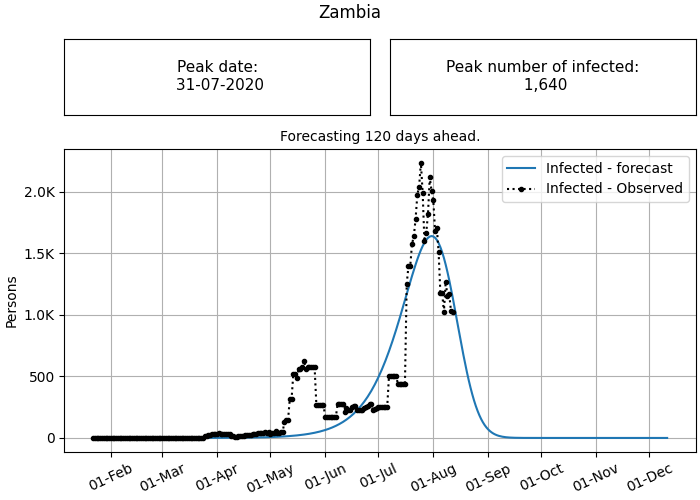 Zambia
Peak date:
31-07-2020
Peak number of infected:
1,640
Forecasting 120 days ahead.
Infected - forecast
Infected - Observed
Persons
2.0K
1.5K
1.0K
500
0
01-Feb 01-Mar 01-Apr 01-May 01-Jun 01-Jul 01-Aug 01-Sep 01-Oct 01-Nov 01-Dec